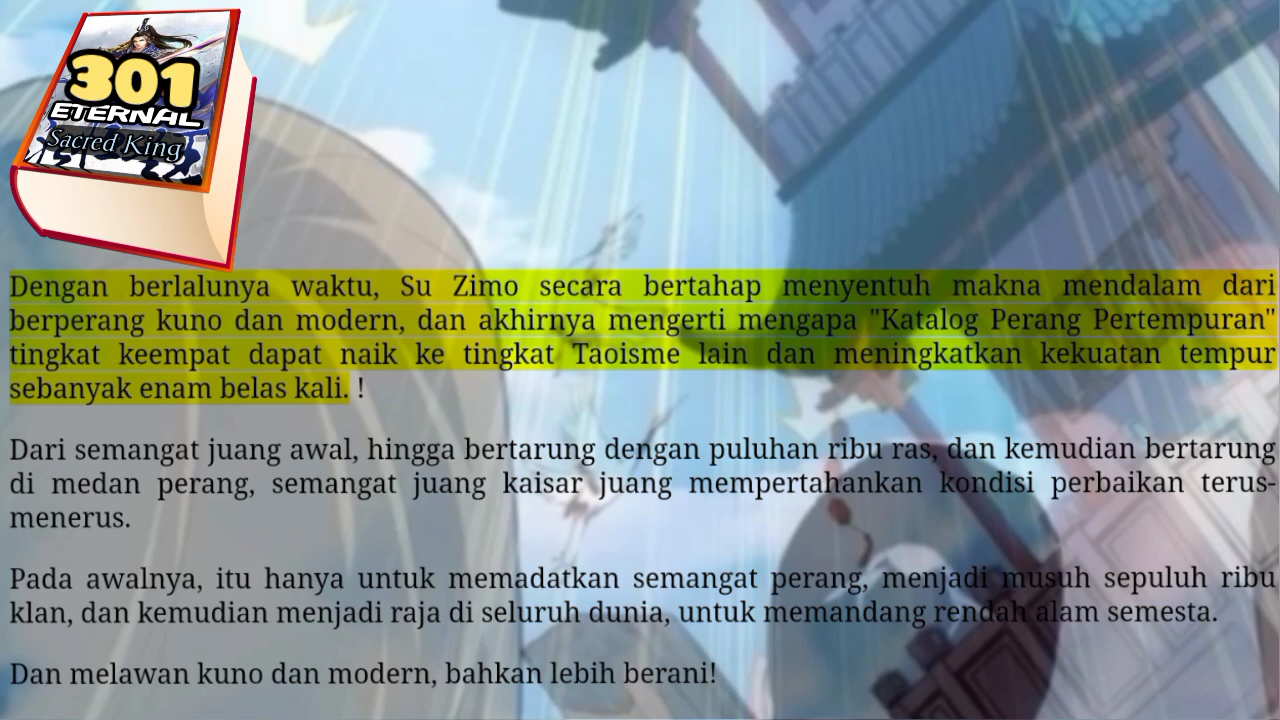 301
ETERNAL
Sacred King
Dengan berlalunya waktu, Su Zimo secara bertahap menyentuh makna mendalam dari
berperang kuno dan modern, dan akhirnya mengerti mengapa "Katalog Perang Pertempuran"
tingkat keempat dapat naik ke tingkat Taoisme lain dan meningkatkan kekuatan tempur
sebanyak enam belas kali. !
Dari semangat juang awal, hingga bertarung dengan puluhan ribu ras, dan kemudian bertarung
di medan perang, semangat juang kaisar juang mempertahankan kondisi perbaikan terus-
menerus.
Pada awalnya, itu hanya untuk memadatkan semangat perang, menjadi musuh sepuluh ribu
klan, dan kemudian menjadi raja di seluruh dunia, untuk memandang rendah alam semesta.
Dan melawan kuno dan modern, bahkan lebih berani!